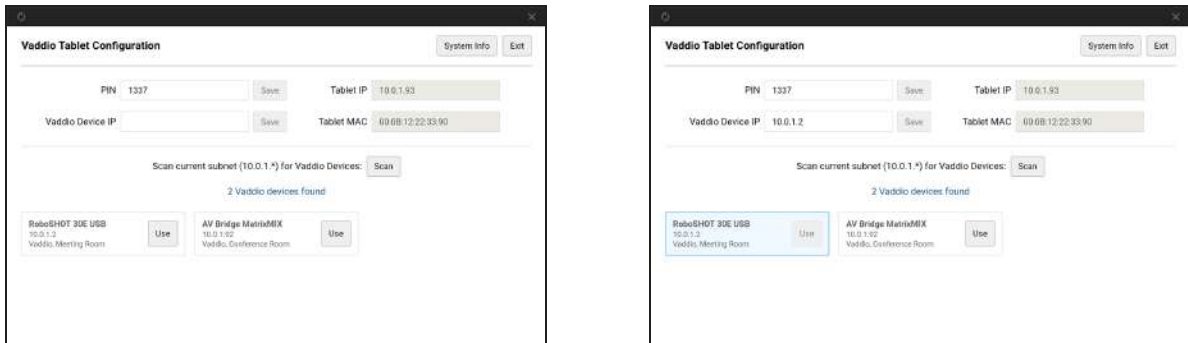 Vaddio Tablet Configuration
System Info
Exit
PIN
1337
Save
Tablet IP
10.0.1.93
Vaddio Device IP
Save
Tablet MAC
60:6B:12:22:33:90
Scan current subnet (10.0.1.*) for Vaddio Devices:
Scan
2 Vaddio devices found
RoboSHOT 30E USB
10.0.1.2
Vaddio, Meeting Room
Use
AV Bridge MatrixMIX
10.0.1.92
Vaddio, Conference Room
Use
Vaddio Tablet Configuration
System Info
Exit
PIN
1337
Save
Tablet IP
10.0.1.93
Vaddio Device IP
10.0.1.2
Save
Tablet MAC
60:6B:12:22:33:90
Scan current subnet (10.0.1.*) for Vaddio Devices:
Scan
2 Vaddio devices found
RoboSHOT 30E USB
10.0.1.2
Vaddio, Meeting Room
Use
AV Bridge MatrixMIX
10.0.1.92
Vaddio, Conference Room
Use